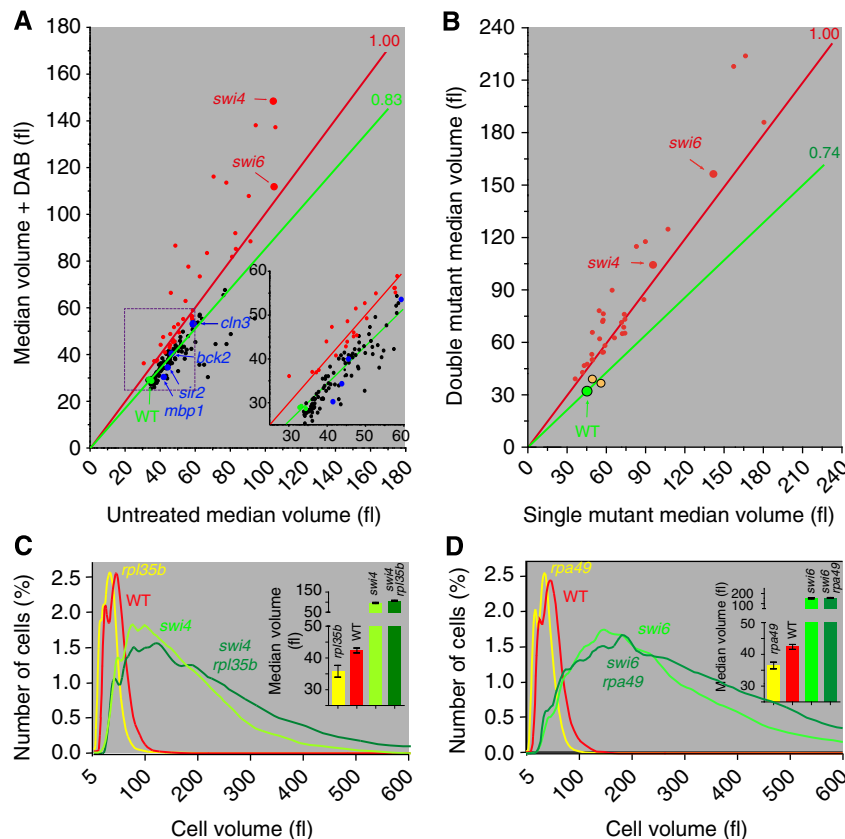 A
Median volume + DAB (fl)
180
160
140
120
100
80
60
40
20
0
0 20 40 60 80 100 120 140 160 180
Untreated median volume (fl)
1.00
0.83
swi4
swi6
cln3
bck2
sir2
mbp1
WT
60
50
40
30
30 40 50 60
B
Double mutant median volume (fl)
240
210
180
150
120
90
60
30
0
0 30 60 90 120 150 180 210 240
Single mutant median volume (fl)
1.00
0.74
swi6
swi4
WT
C
Number of cells (%)
2.5
2.0
1.5
1.0
0.5
0.0
5 100 200 300 400 500 600
Cell volume (fl)
rpl35b
WT
swi4
swi4
rpl35b
Median volume
(fl)
150
50
50
40
30
rpl35b
WT
swi4
swi4
rpl35b
D
Number of cells (%)
2.5
2.0
1.5
1.0
0.5
0.0
5 100 200 300 400 500 600
Cell volume (fl)
rpa49
WT
swi6
swi6
rpa49
Median volume (fl)
200
100
50
40
30
rpa49
WT
swi6
swi6
rpa49